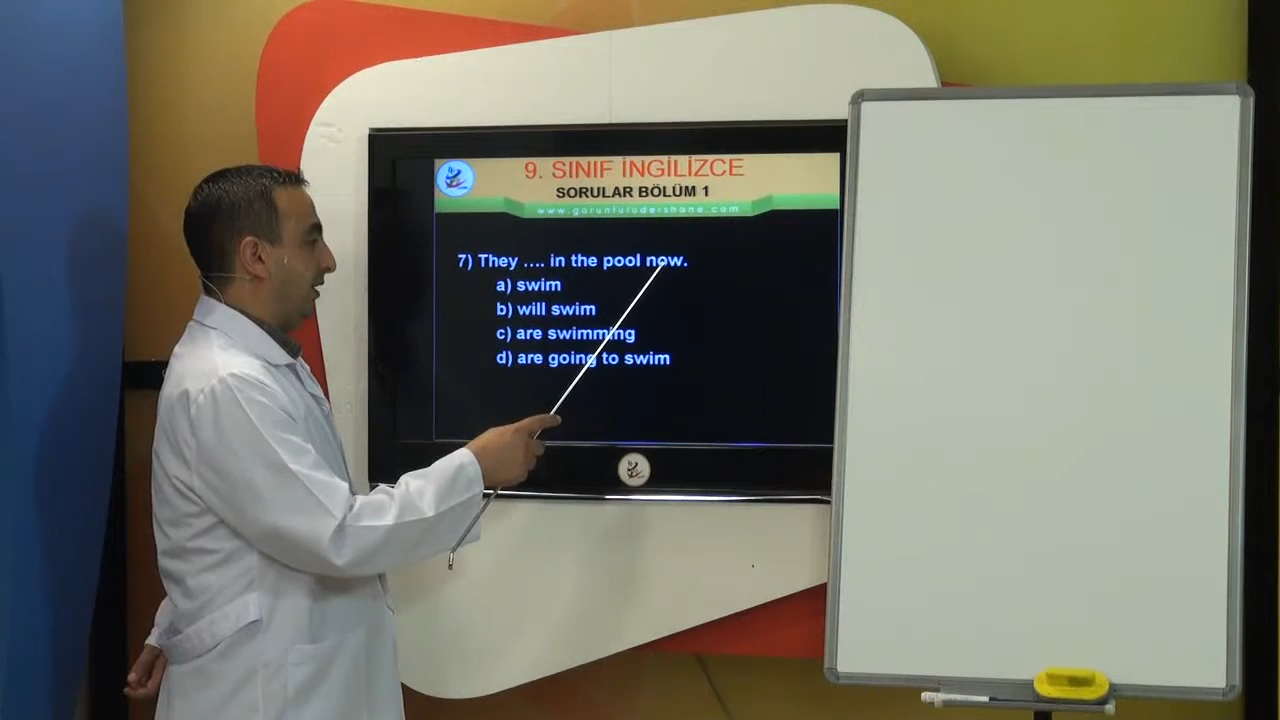 9. SINIF İNGİLİZCE
SORULAR BÖLÜM 1
www.goruntuludershane.com
7) They .... in the pool now.
a) swim
b) will swim
c) are swimming
d) are going to swim